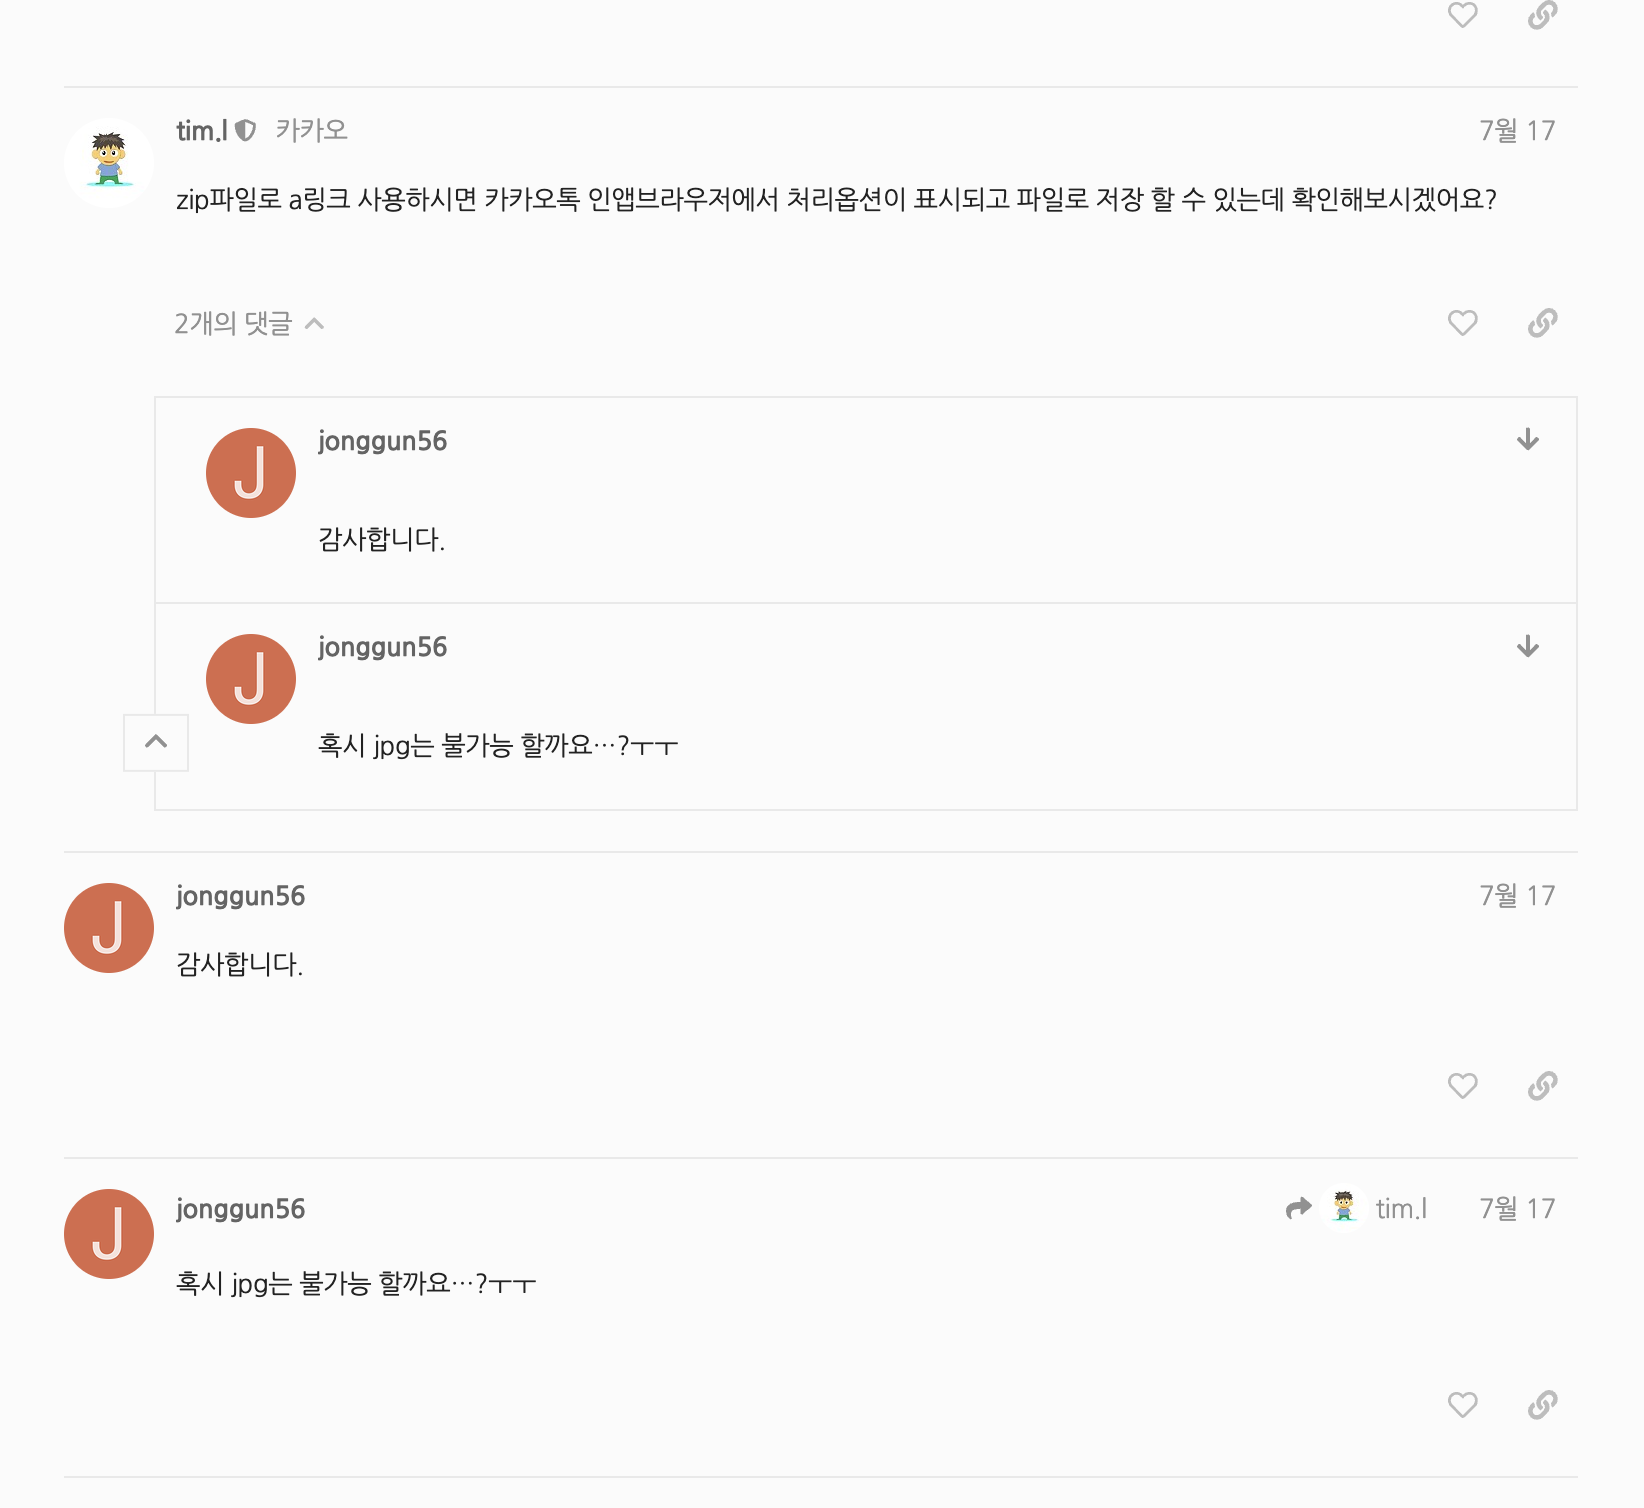 tim.l 카카오 7월 17
zip파일로 a링크 사용하시면 카카오톡 인앱브라우저에서 처리옵션이 표시되고 파일로 저장 할 수 있는데 확인해보시겠어요?
2개의 댓글
J jonggun56
감사합니다.
J jonggun56
혹시 jpg는 불가능 할까요…?ㅜㅜ
J jonggun56 7월 17
감사합니다.
J jonggun56 tim.l 7월 17
혹시 jpg는 불가능 할까요…?ㅜㅜ